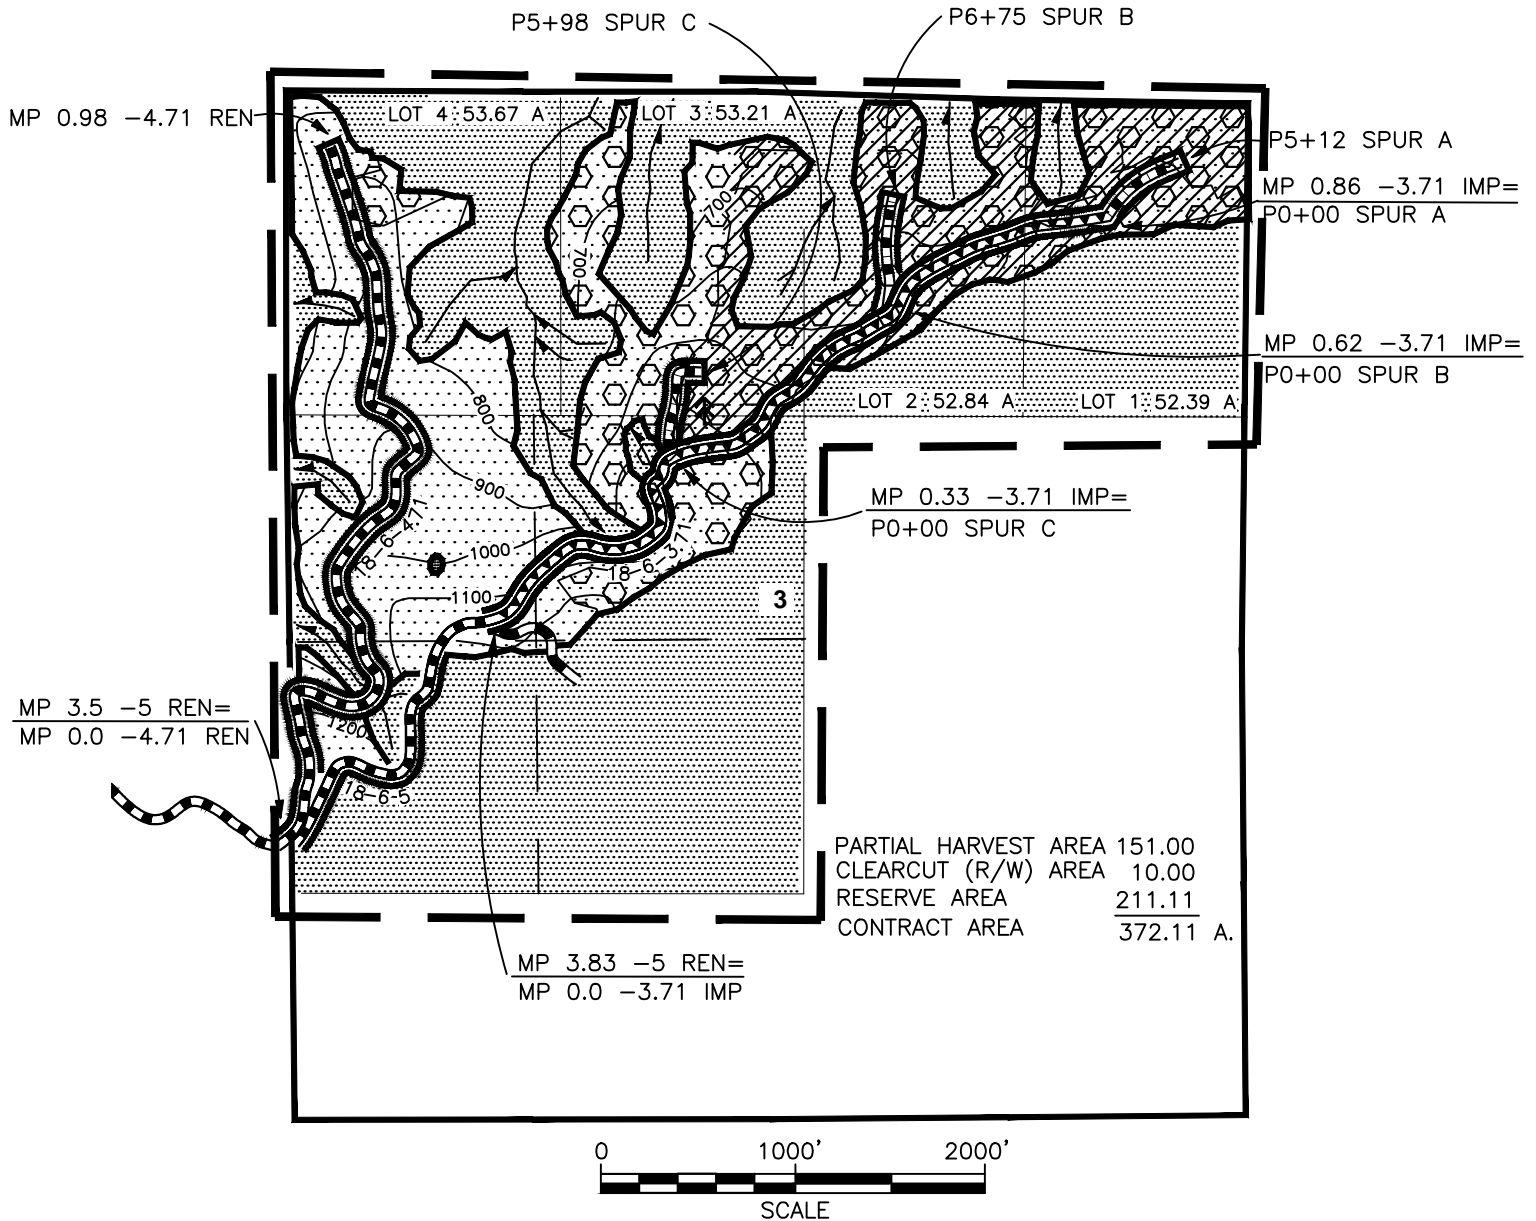 P5+98 SPUR C
P6+75 SPUR B
MP 0.98 -4.71 REN
LOT 4 53.67 A
LOT 3 53.21 A
P5+12 SPUR A
MP 0.86 -3.71 IMP=
P0+00 SPUR A
700
700
MP 0.62 -3.71 IMP=
P0+00 SPUR B
LOT 2 52.84 A
LOT 1 52.39 A
800
900
MP 0.33 -3.71 IMP=
P0+00 SPUR C
18-6-4.71
1000
18-6-3.71
1100
3
MP 3.5 -5 REN=
MP 0.0 -4.71 REN
1200
18-6-5
PARTIAL HARVEST AREA 151.00
CLEARCUT (R/W) AREA 10.00
RESERVE AREA 211.11
CONTRACT AREA 372.11 A.
MP 3.83 -5 REN=
MP 0.0 -3.71 IMP
0 1000' 2000'
SCALE